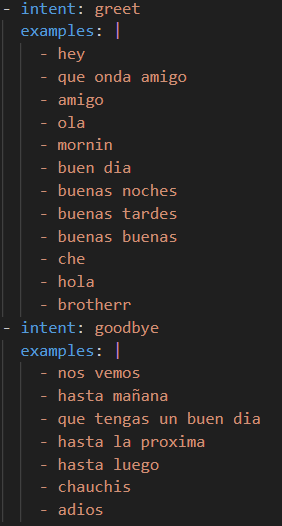 - intent: greet
  examples: |
    - hey
    - que onda amigo
    - amigo
    - ola
    - mornin
    - buen dia
    - buenas noches
    - buenas tardes
    - buenas buenas
    - che
    - hola
    - brotherr
- intent: goodbye
  examples: |
    - nos vemos
    - hasta mañana
    - que tengas un buen dia
    - hasta la proxima
    - hasta luego
    - chauchis
    - adios